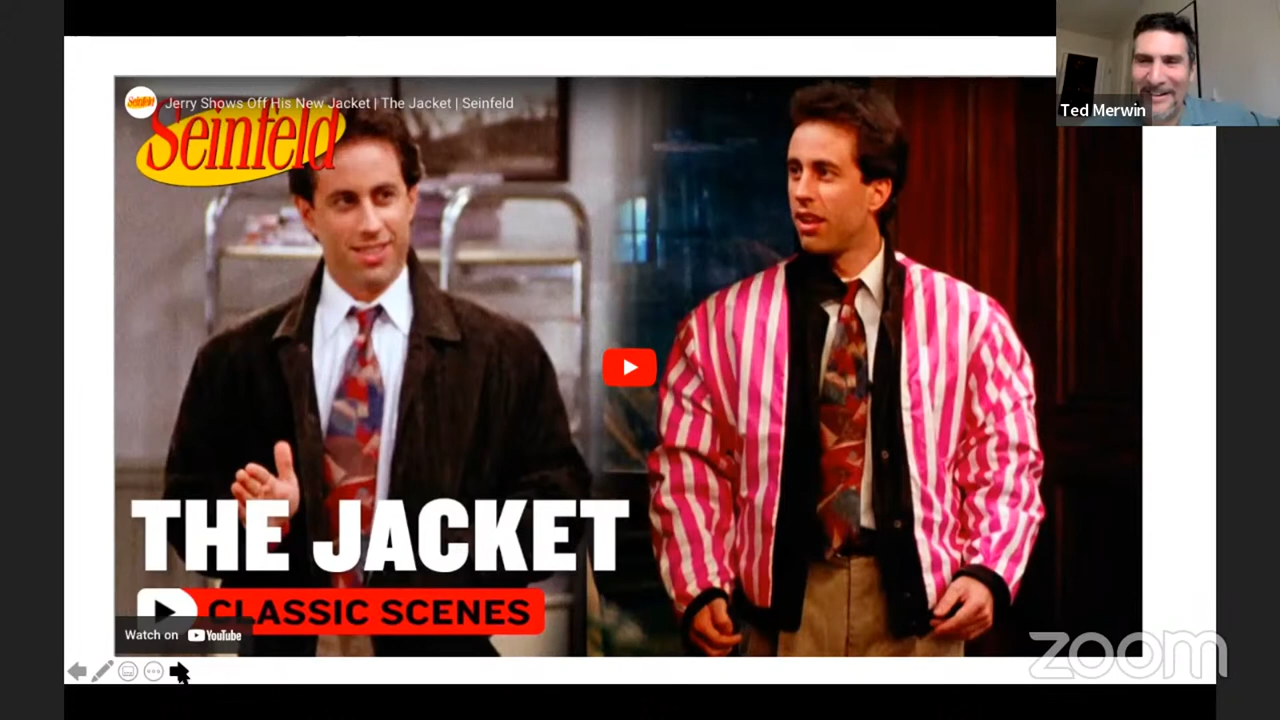 Seinfeld
Jerry Shows Off His New Jacket | The Jacket | Seinfeld
Seinfeld
Ted Merwin
THE JACKET
CLASSIC SCENES
Watch on YouTube
zoom